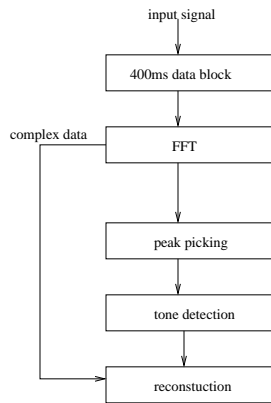 input signal
400ms data block
complex data
FFT
peak picking
tone detection
reconstuction